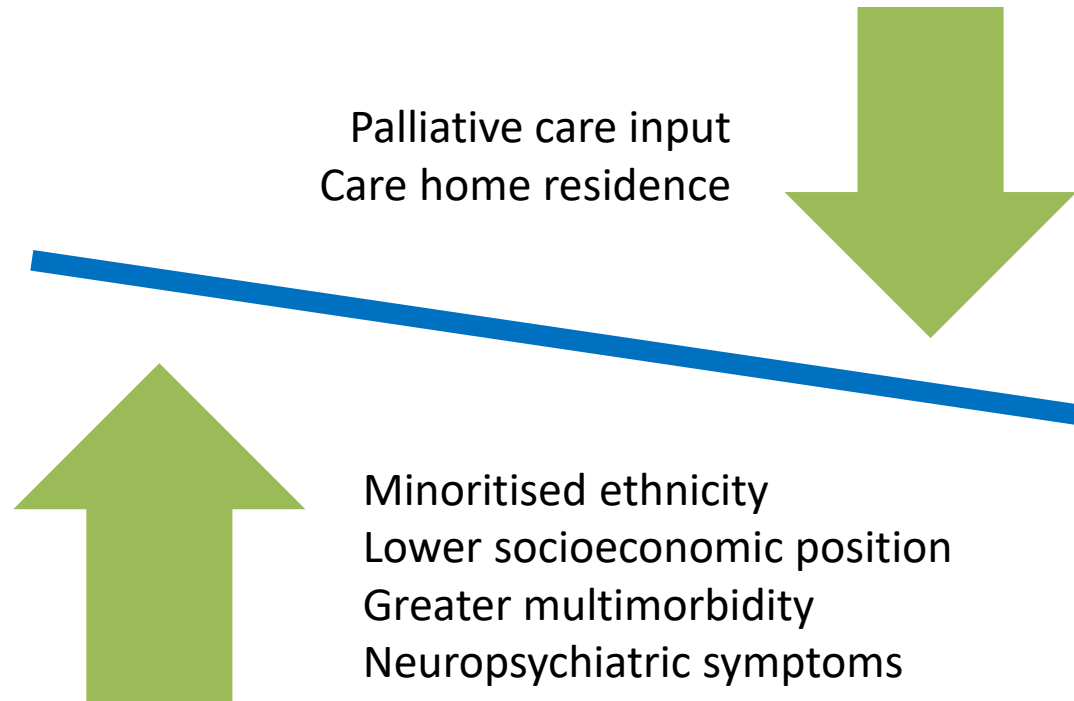 Palliative care input
Care home residence
Minoritised ethnicity
Lower socioeconomic position
Greater multimorbidity
Neuropsychiatric symptoms